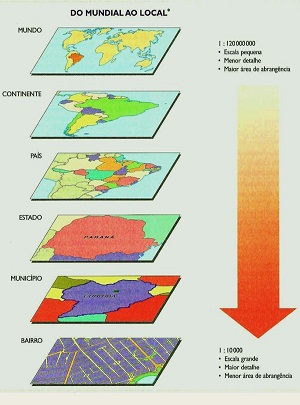 DO MUNDIAL AO LOCAL*
MUNDO
1 : 120 000 000
• Escala pequena
• Menor detalhe
• Maior área de abrangência
CONTINENTE
PAÍS
ESTADO
PARANÁ
MUNICÍPIO
BAIRRO
1 : 10 000
• Escala grande
• Maior detalhe
• Menor área de abrangência